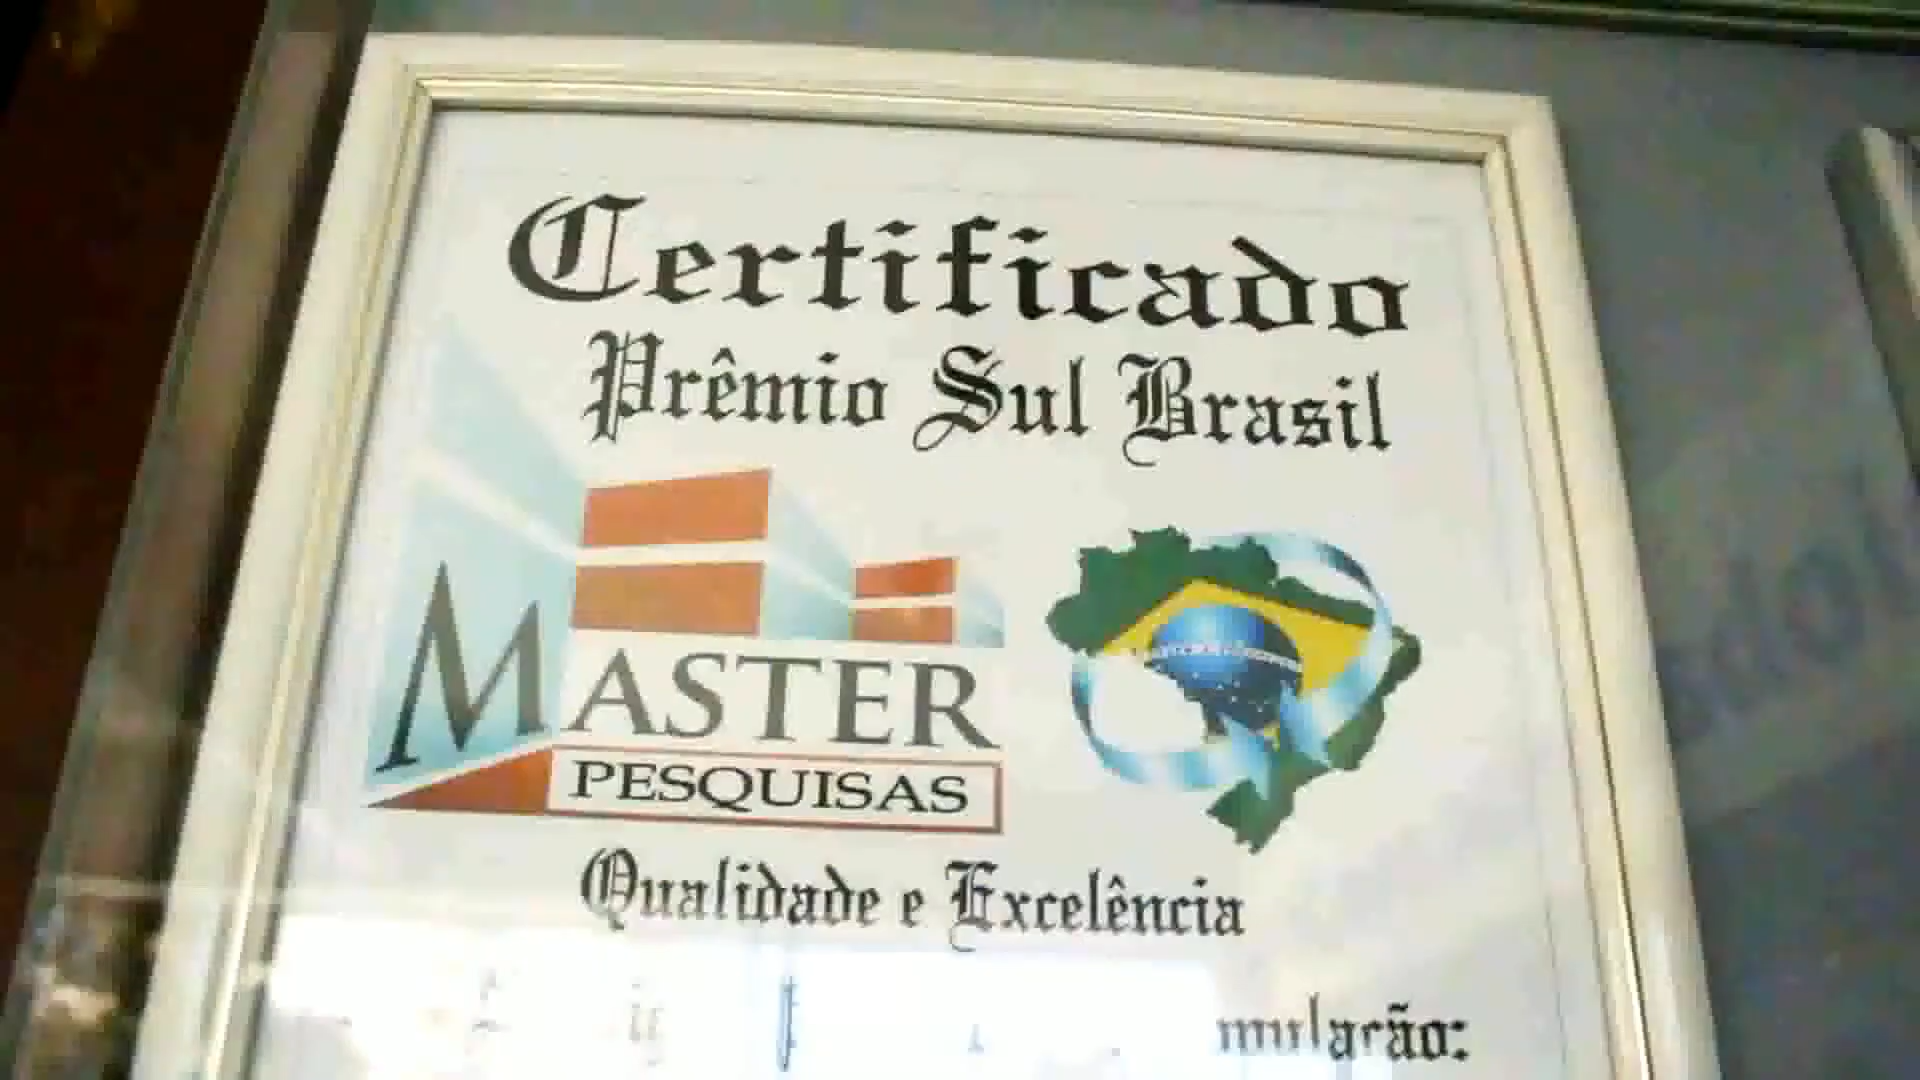 Certificado
Prêmio Sul Brasil
MASTER
PESQUISAS
Qualidade e Excelência